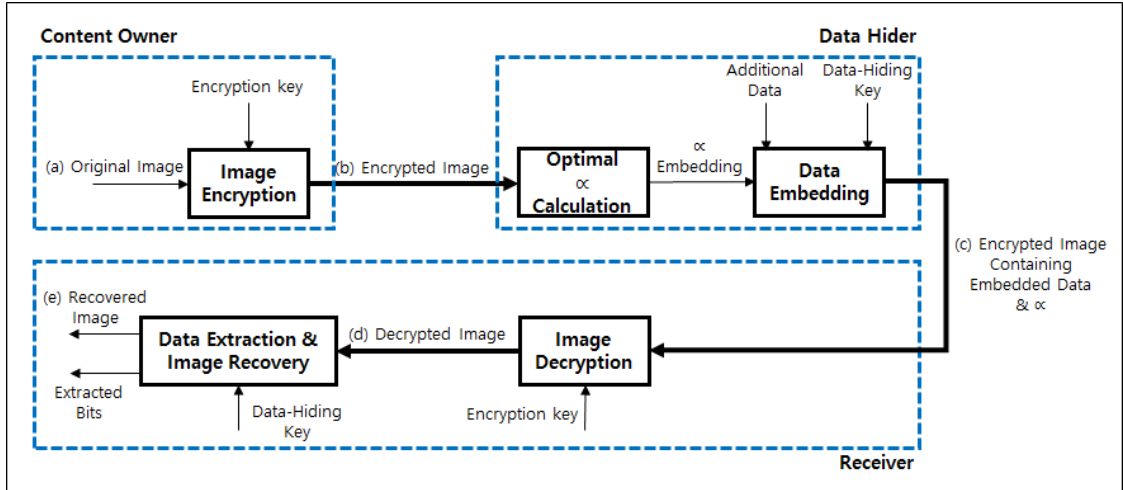 Content Owner
Data Hider
Encryption key
Additional
Data
Data-Hiding
Key
(a) Original Image
Image
Encryption
(b) Encrypted Image
Optimal
∝
Calculation
∝
Embedding
Data
Embedding
(c) Encrypted Image
Containing
Embedded Data
& ∝
(e) Recovered
Image
Data Extraction &
Image Recovery
(d) Decrypted Image
Image
Decryption
Extracted
Bits
Data-Hiding
Key
Encryption key
Receiver